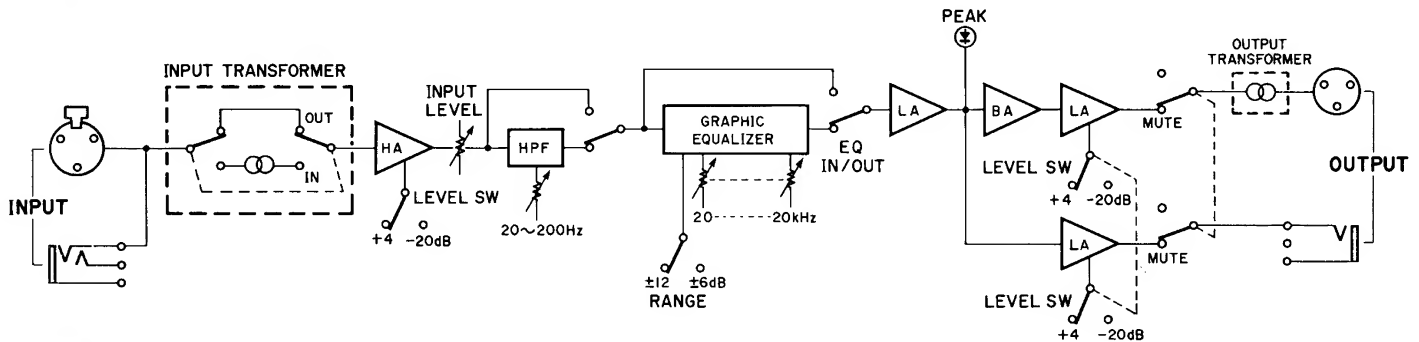 PEAK
OUTPUT
TRANSFORMER
INPUT TRANSFORMER
INPUT
LEVEL
OUT
IN
HA
HPF
GRAPHIC
EQUALIZER
LA
BA
LA
MUTE
EQ
IN/OUT
INPUT
OUTPUT
LEVEL SW
+4 -20dB
20~200Hz
20--------20kHz
±12 ±6dB
RANGE
LEVEL SW
+4 -20dB
LA
MUTE
LEVEL SW
+4 -20dB